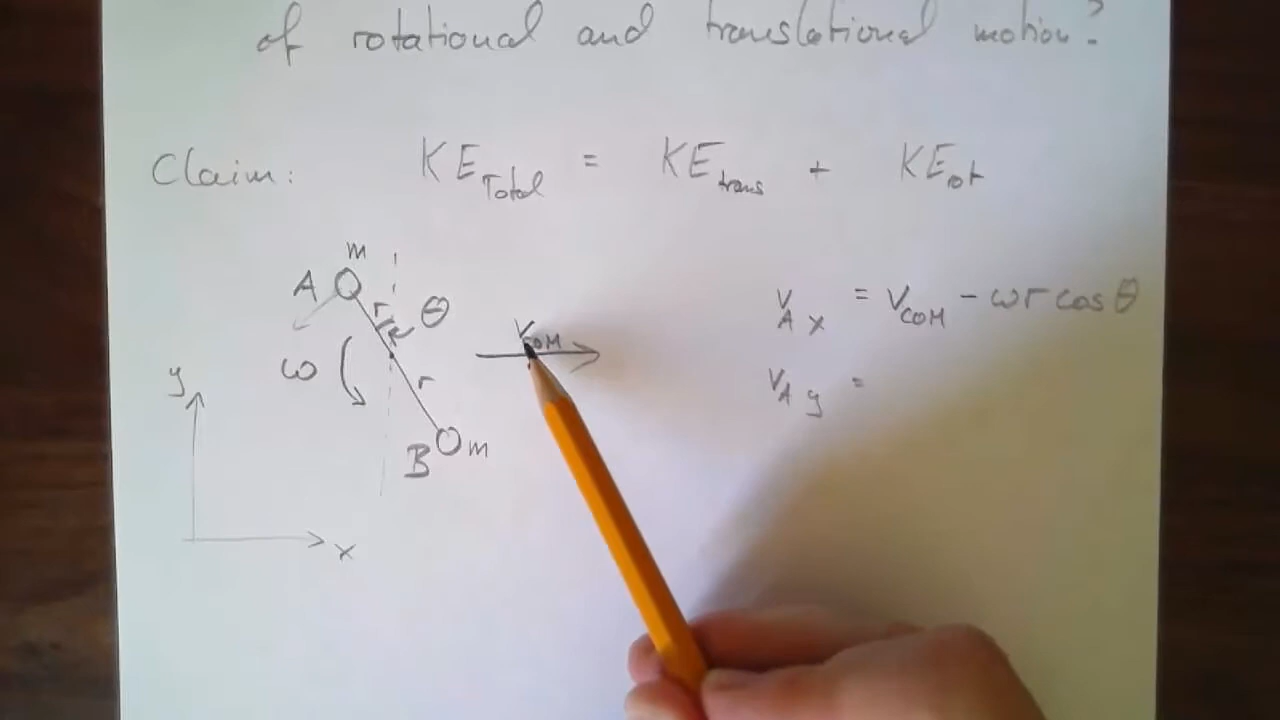 of rotational and translational motion?
Claim: KE_Total = KE_trans + KE_rot
m
A r θ
ω V_COM
r
B m
y
x
V_Ax = V_COM - ωr cos θ
V_Ay =